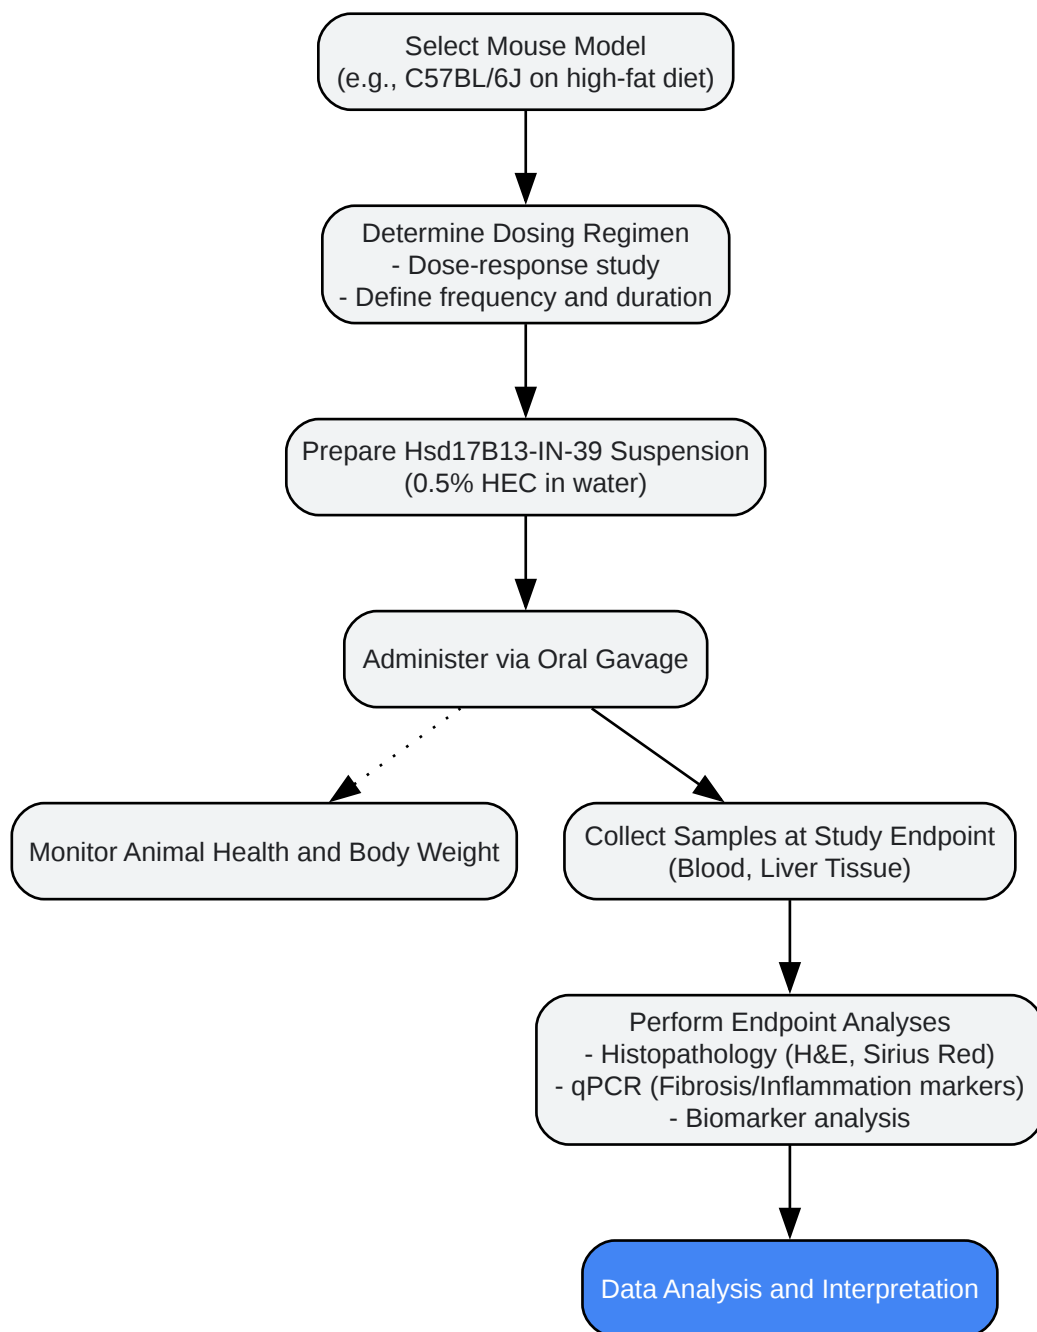 Select Mouse Model
(e.g., C57BL/6J on high-fat diet)
Determine Dosing Regimen
- Dose-response study
- Define frequency and duration
Prepare Hsd17B13-IN-39 Suspension
(0.5% HEC in water)
Administer via Oral Gavage
Monitor Animal Health and Body Weight
Collect Samples at Study Endpoint
(Blood, Liver Tissue)
Perform Endpoint Analyses
- Histopathology (H&E, Sirius Red)
- qPCR (Fibrosis/Inflammation markers)
- Biomarker analysis
Data Analysis and Interpretation